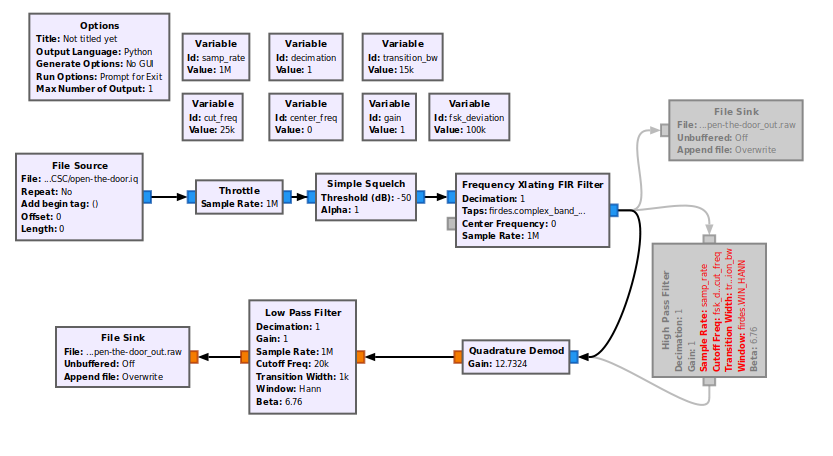 Options
Title: Not titled yet
Output Language: Python
Generate Options: No GUI
Run Options: Prompt for Exit
Max Number of Output: 1
Variable
Id: samp_rate
Value: 1M
Variable
Id: decimation
Value: 1
Variable
Id: transition_bw
Value: 15k
Variable
Id: cut_freq
Value: 25k
Variable
Id: center_freq
Value: 0
Variable
Id: gain
Value: 1
Variable
Id: fsk_deviation
Value: 100k
File Sink
File: ...pen-the-door_out.raw
Unbuffered: Off
Append file: Overwrite
File Source
File: ...CSC/open-the-door.iq
Repeat: No
Add begin tag: ()
Offset: 0
Length: 0
Throttle
Sample Rate: 1M
Simple Squelch
Threshold (dB): -50
Alpha: 1
Frequency Xlating FIR Filter
Decimation: 1
Taps: firdes.complex_band_...
Center Frequency: 0
Sample Rate: 1M
High Pass Filter
Decimation: 1
Gain: 1
Sample Rate: samp_rate
Cutoff Freq: fsk_d...cut_freq
Transition Width: tr...ion_bw
Window: firdes.WIN_HANN
Beta: 6.76
File Sink
File: ...pen-the-door_out.raw
Unbuffered: Off
Append file: Overwrite
Low Pass Filter
Decimation: 1
Gain: 1
Sample Rate: 1M
Cutoff Freq: 20k
Transition Width: 1k
Window: Hann
Beta: 6.76
Quadrature Demod
Gain: 12.7324